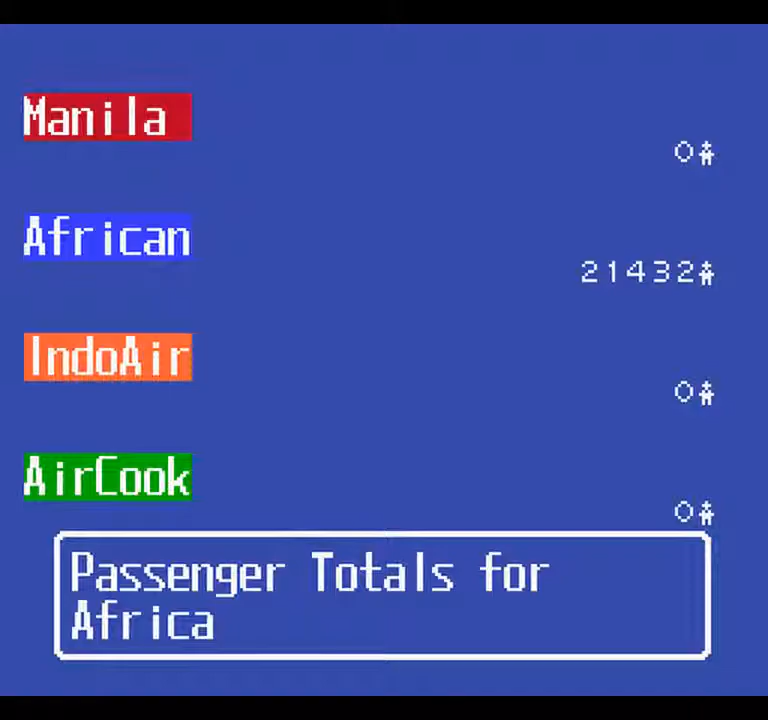 Manila
0
African
21432
IndoAir
0
AirCook
0
Passenger Totals for
Africa